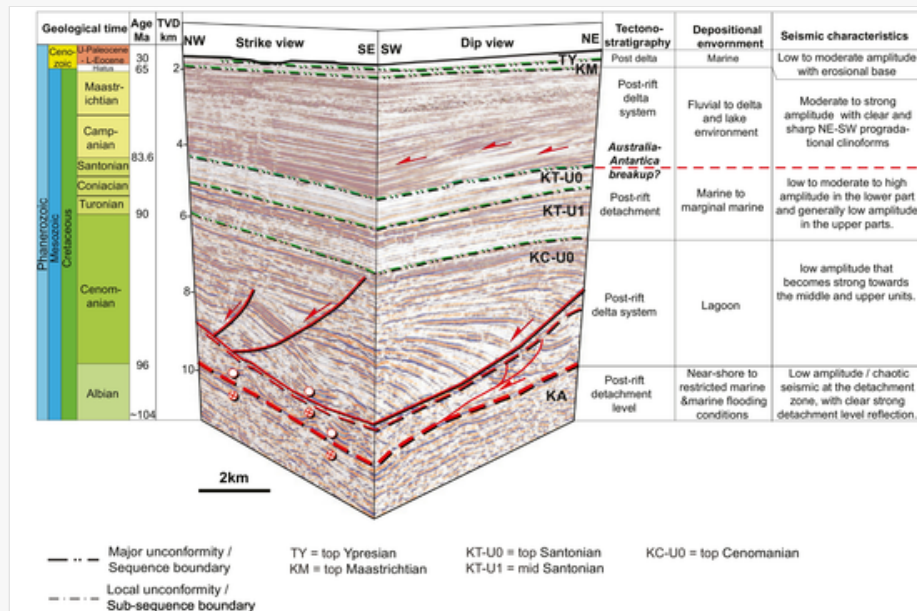 Geological time
Age
Ma
TVD
km
NW
Strike view
SE
SW
Dip view
NE
Tectono-
stratigraphy
Depositional
envornment
Seismic characteristics
Phanerozoic
Mesozoic
Cretaceous
Ceno-
zoic
U-Paleocene
- L-Eocene
Hiatus
Maastr-
ichtian
Camp-
anian
Santonian
Coniacian
Turonian
Cenom-
anian
Albian
30
65
83.6
90
96
~104
2
4
6
8
10
TY
KM
KT-U0
KT-U1
KC-U0
KA
Post delta
Marine
Low to moderate amplitude
with erosional base
Post-rift
delta
system
Fluvial to delta
and lake
environment
Moderate to strong
amplitude with clear and
sharp NE-SW prograda-
tional clinoforms
Australia-
Antartica
breakup?
Post-rift
detachment
Marine to
marginal marine
low to moderate to high
amplitude in the lower part
and generally low amplitude
in the upper parts.
Post-rift
delta system
Lagoon
low amplitude that
becomes strong towards
the middle and upper units.
Post-rift
detachment
level
Near-shore to
restricted marine
&marine flooding
conditions
Low amplitude / chaotic
seismic at the detachment
zone, with clear strong
detachment level reflection.
2km
Major unconformity /
Sequence boundary
Local unconformity /
Sub-sequence boundary
TY = top Ypresian
KM = top Maastrichtian
KT-U0 = top Santonian
KT-U1 = mid Santonian
KC-U0 = top Cenomanian